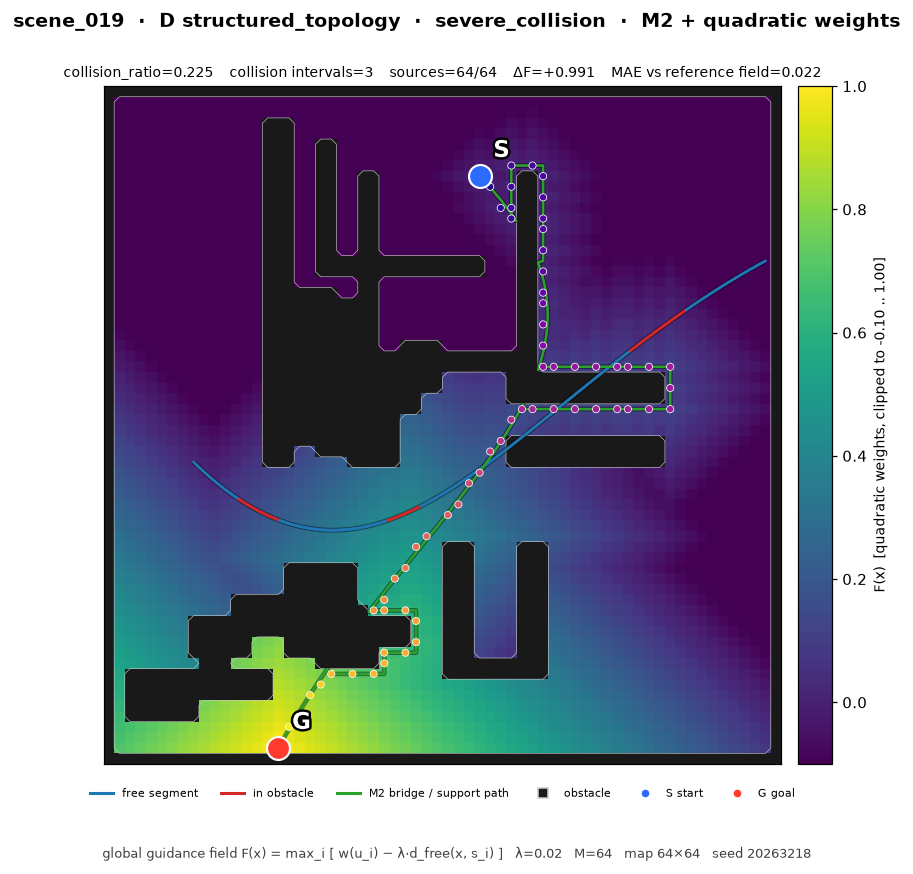 scene_019 · D structured_topology · severe_collision · M2 + quadratic weights
collision_ratio=0.225 collision intervals=3 sources=64/64 ΔF=+0.991 MAE vs reference field=0.022
S
G
1.0
0.8
0.6
0.4
0.2
0.0
F(x) [quadratic weights, clipped to -0.10 .. 1.00]
free segment in obstacle M2 bridge / support path obstacle S start G goal
global guidance field F(x) = max_i [ w(u_i) − λ·d_free(x, s_i) ] λ=0.02 M=64 map 64×64 seed 20263218